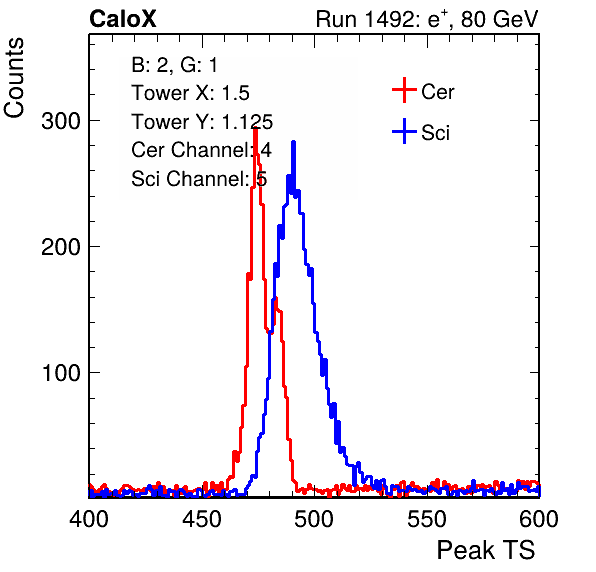 CaloX Run 1492: e+, 80 GeV
Counts
B: 2, G: 1
Tower X: 1.5
Tower Y: 1.125
Cer Channel: 4
Sci Channel: 5
Cer
Sci
300
200
100
400 450 500 550 600
Peak TS